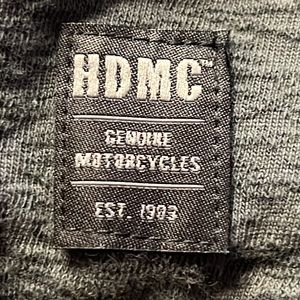 HDMC™
GENUINE
MOTORCYCLES
EST. 1903